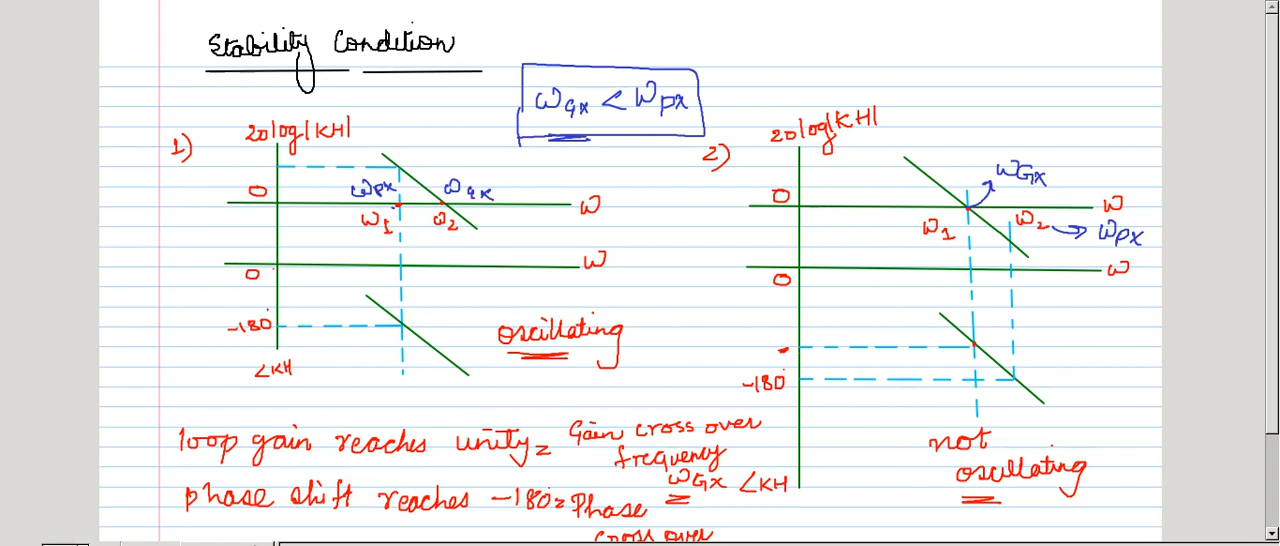 Stability Condition
ωGx < ωPx
1)
20log|KH|
0
ωPx
ωGx
ω
ω1
ω2
0
ω
-180
∠KH
oscillating
2)
20log|KH|
0
ωGx
ω
ω1
ω2
ωPx
0
ω
-180
∠KH
not
oscillating
loop gain reaches unity = Gain cross over
frequency
ωGx
phase shift reaches -180 = Phase
cross over